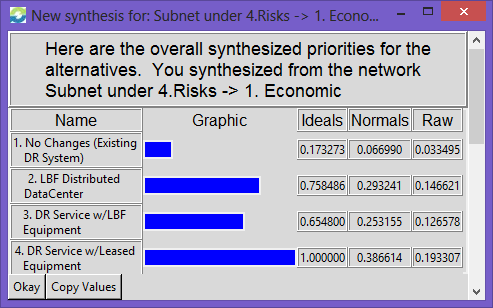 New synthesis for: Subnet under 4.Risks -> 1. Econo...
Here are the overall synthesized priorities for the
alternatives. You synthesized from the network
Subnet under 4.Risks -> 1. Economic
Name Graphic Ideals Normals Raw
1. No Changes (Existing
DR System) 0.173273 0.066990 0.033495
2. LBF Distributed
DataCenter 0.758486 0.293241 0.146621
3. DR Service w/LBF
Equipment 0.654800 0.253155 0.126578
4. DR Service w/Leased
Equipment 1.000000 0.386614 0.193307
Okay Copy Values